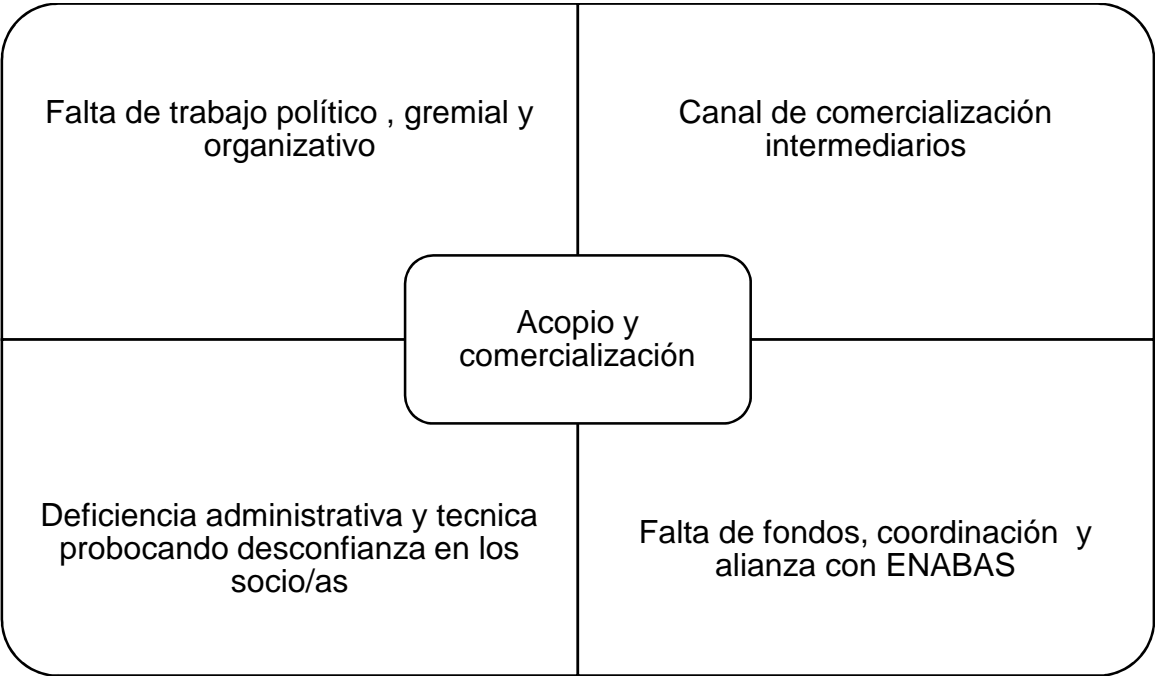 Falta de trabajo político , gremial y
organizativo
Canal de comercialización
intermediarios
Acopio y
comercialización
Deficiencia administrativa y tecnica
probocando desconfianza en los
socio/as
Falta de fondos, coordinación  y
alianza con ENABAS